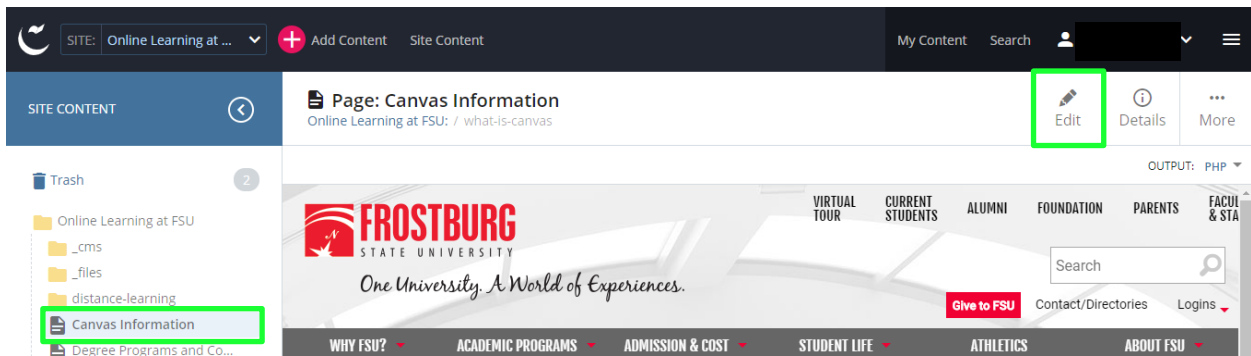 SITE: Online Learning at ... Add Content Site Content My Content Search
SITE CONTENT
Page: Canvas Information
Online Learning at FSU: / what-is-canvas
Edit Details More
OUTPUT: PHP
Trash 2
Online Learning at FSU
_cms
_files
distance-learning
Canvas Information
Degree Programs and Co...
FROSTBURG
STATE UNIVERSITY
One University. A World of Experiences.
VIRTUAL TOUR CURRENT STUDENTS ALUMNI FOUNDATION PARENTS FACUL & STA
Search
Give to FSU Contact/Directories Logins
WHY FSU? ACADEMIC PROGRAMS ADMISSION & COST STUDENT LIFE ATHLETICS ABOUT FSU